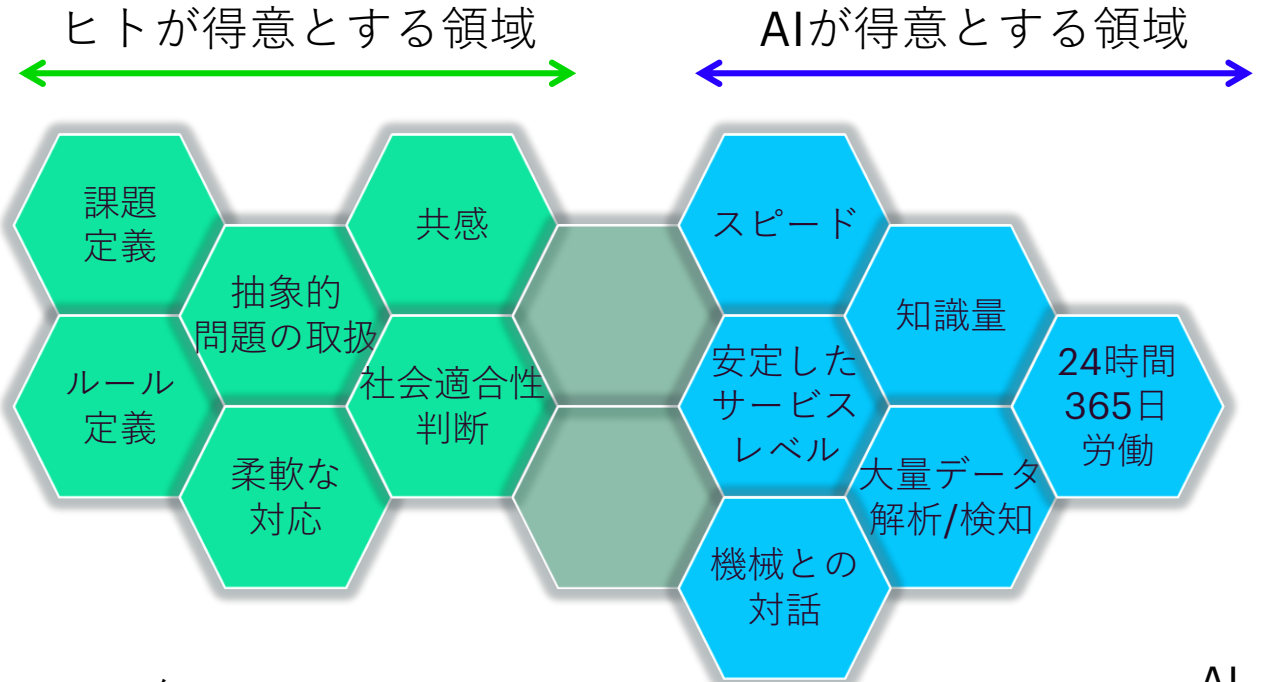 ヒトが得意とする領域
AIが得意とする領域
課題
定義
共感
スピード
抽象的
問題の取扱
知識量
ルール
定義
社会適合性
判断
安定した
サービス
レベル
24時間
365日
労働
柔軟な
対応
大量データ
解析/検知
機械との
対話
AI